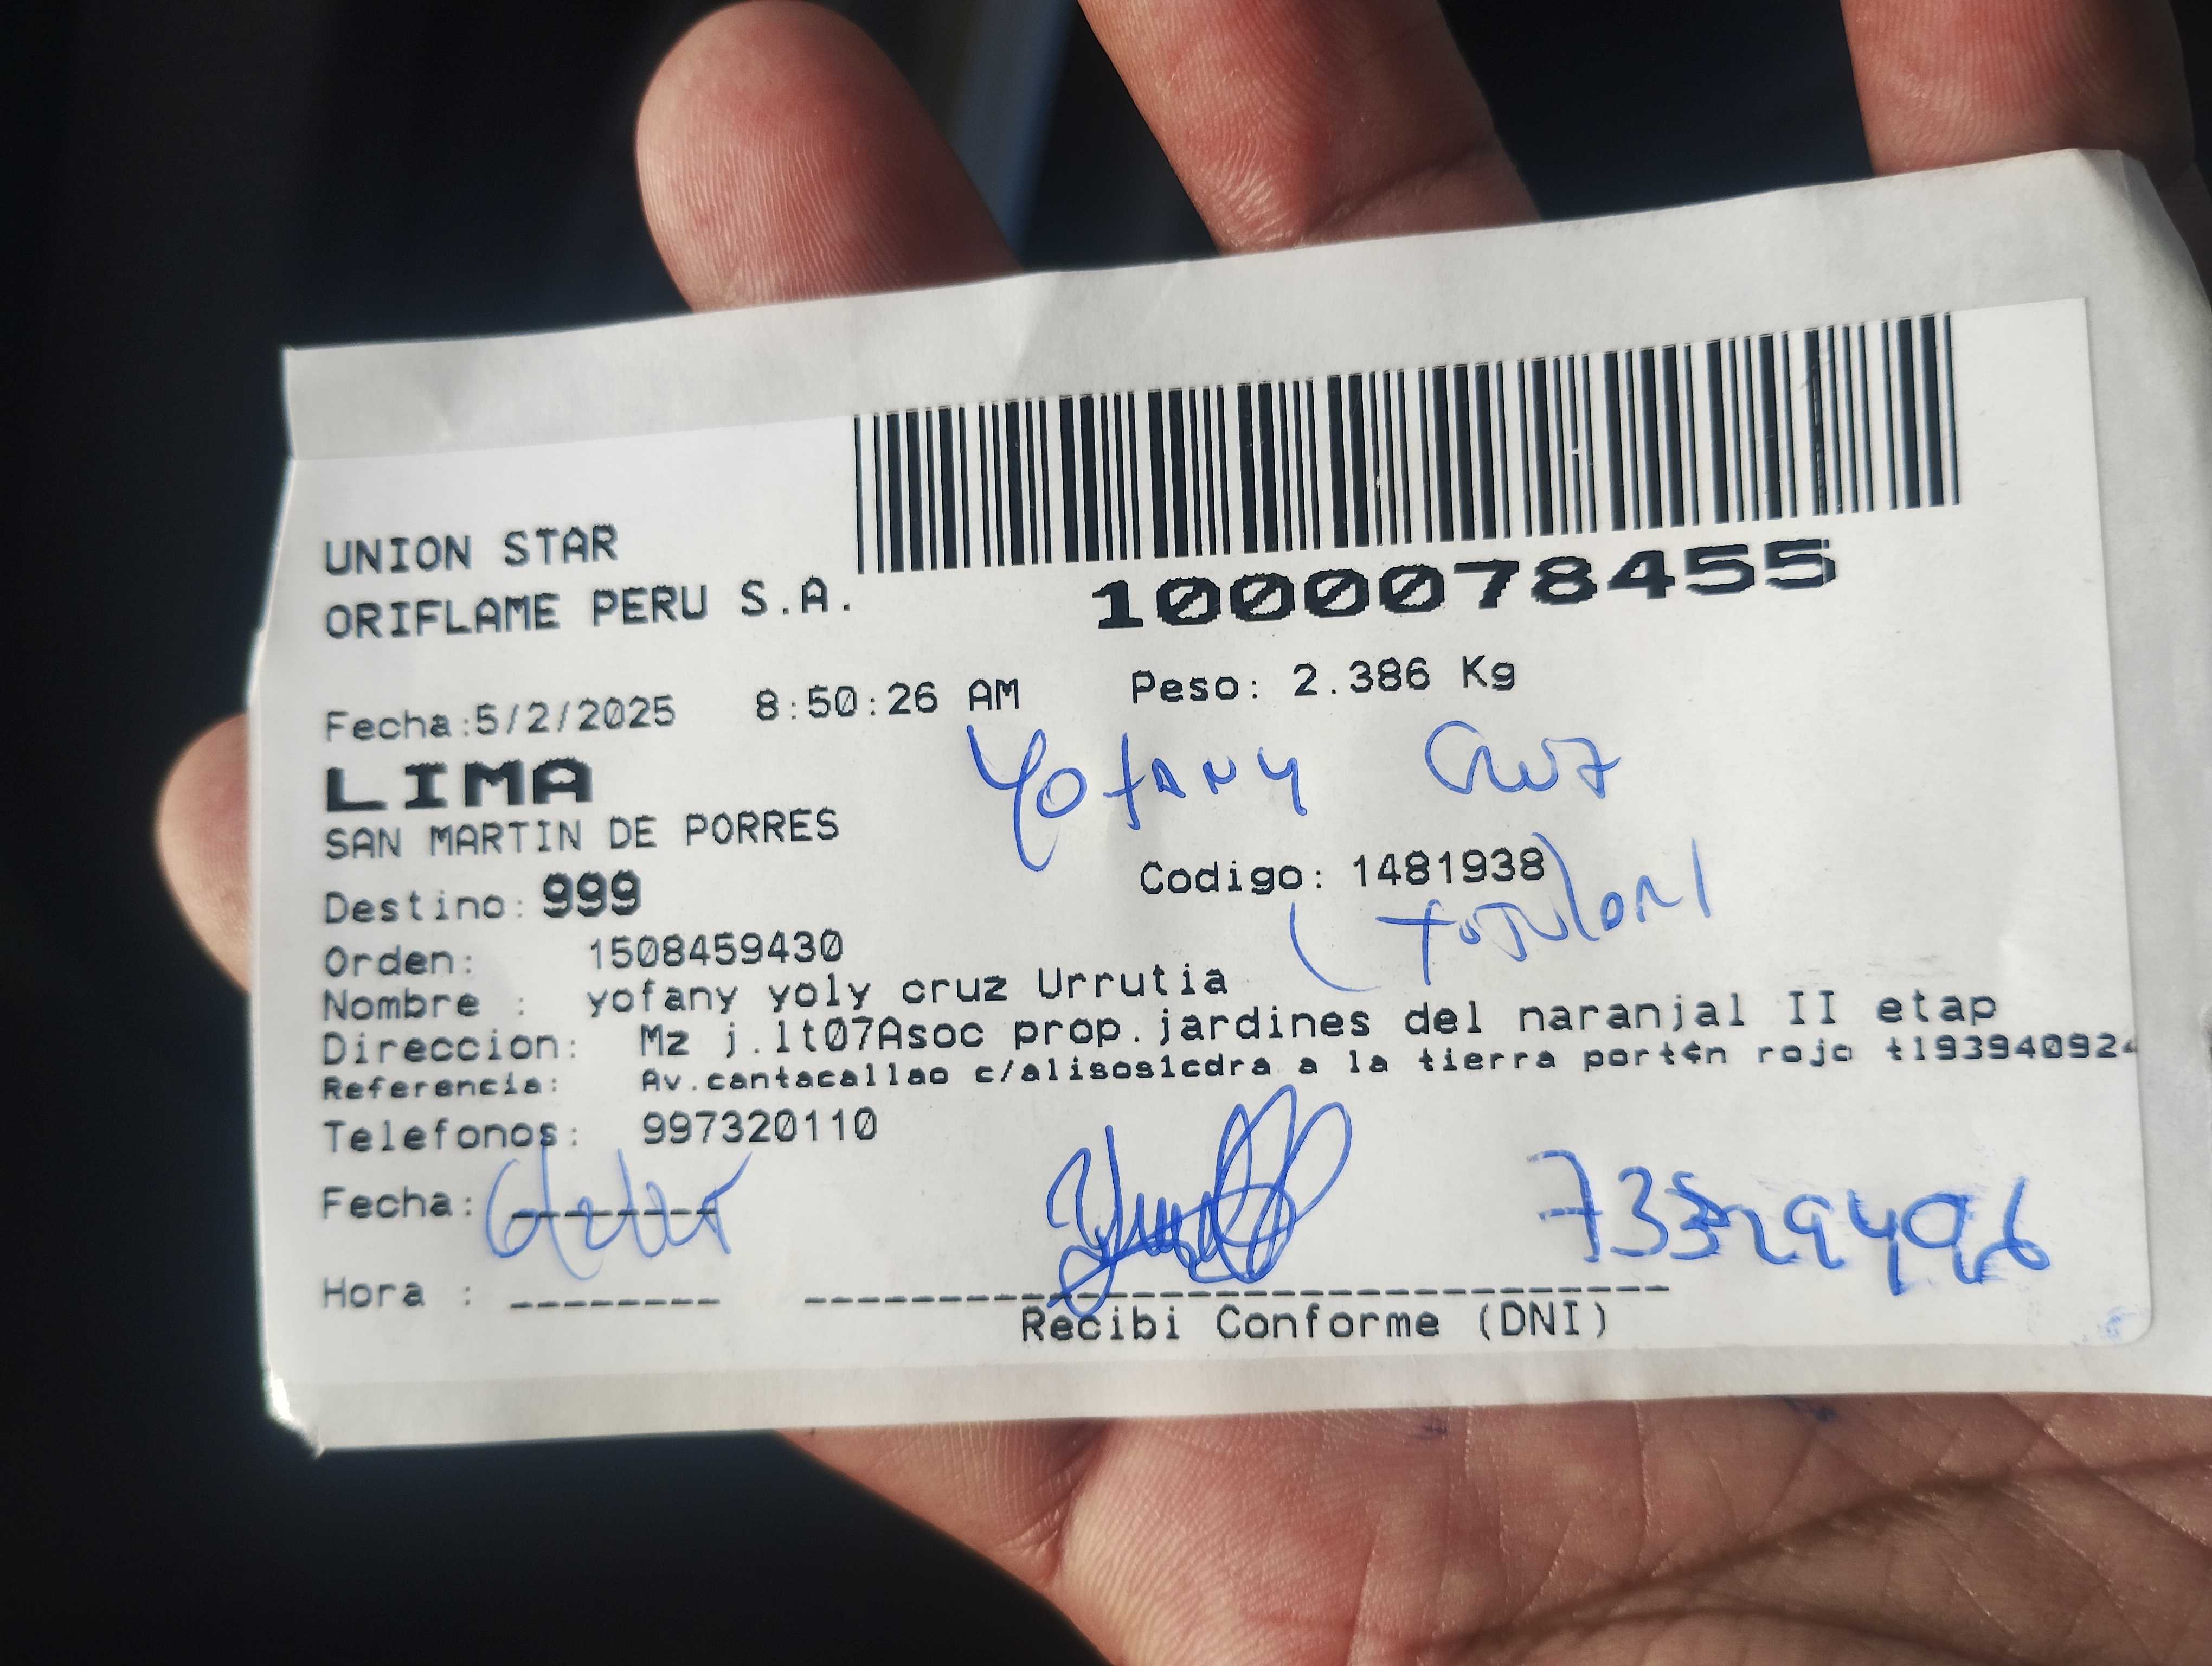 UNION STAR
ORIFLAME PERU S.A.
1000078455
Fecha:5/2/2025 8:50:26 AM Peso: 2.386 Kg
LIMA
Yofany Cruz
SAN MARTIN DE PORRES
Codigo: 1481938
Destino: 999
(titular)
Orden: 1508459430
Nombre : yofany yoly cruz Urrutia
Direccion: Mz j.lt07Asoc prop.jardines del naranjal II etap
Referencia: Av.cantacallao c/alisos1cdra a la tierra port¢n rojo tl93940924
Telefonos: 997320110
Fecha:
Hora :
Recibi Conforme (DNI)